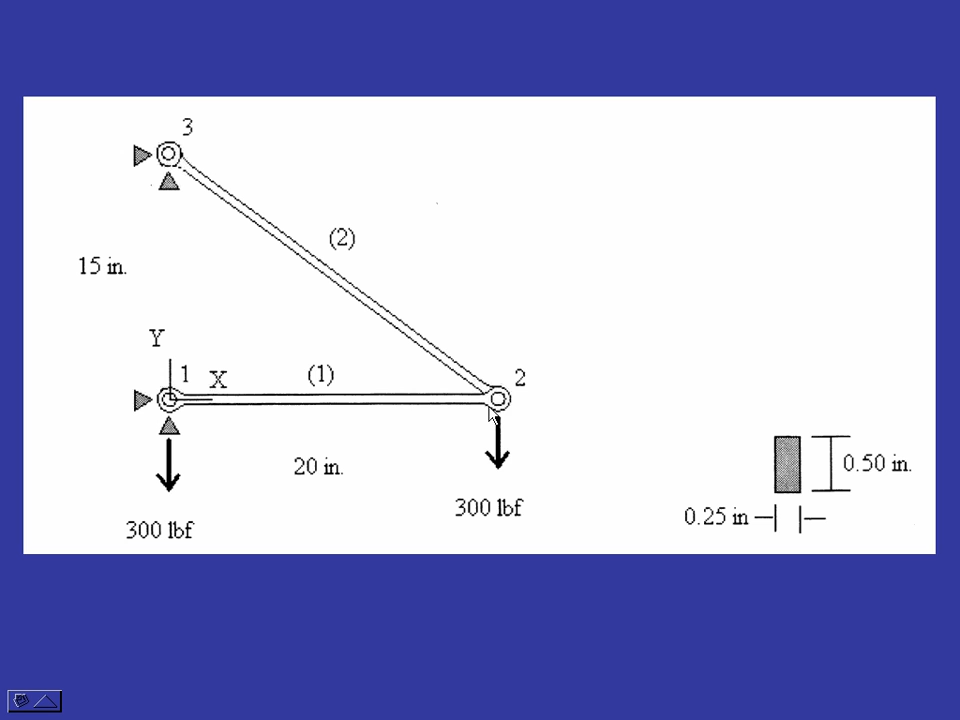 3
(2)
15 in.
Y
1
X
(1)
2
20 in.
300 lbf
300 lbf
0.50 in.
0.25 in